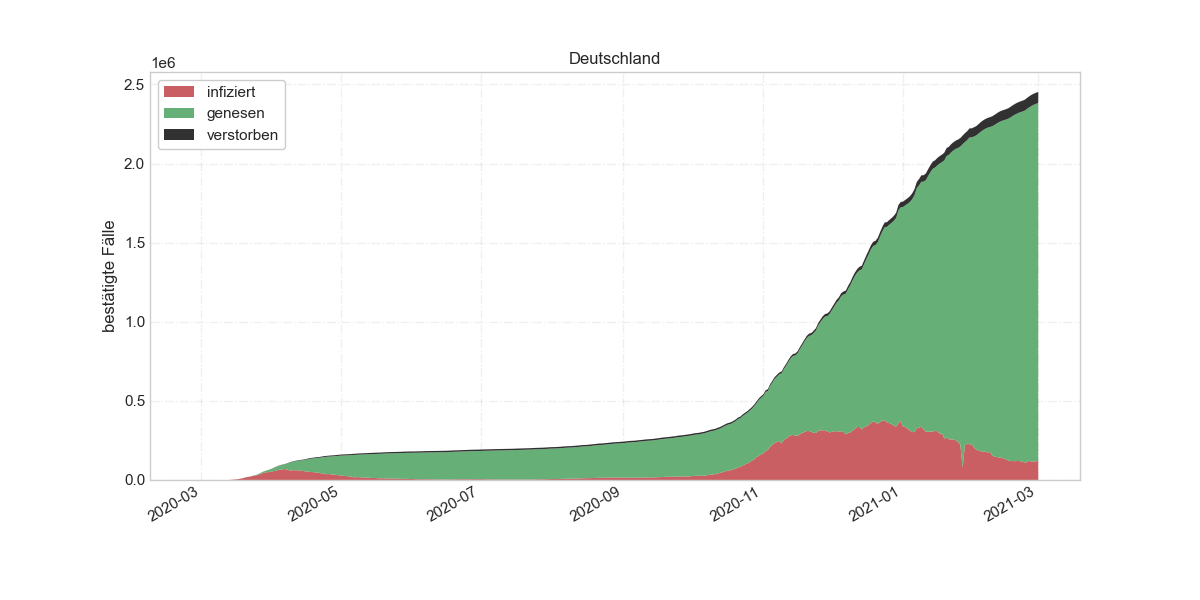 Deutschland
1e6
infiziert
genesen
verstorben
bestätigte Fälle
2.5
2.0
1.5
1.0
0.5
0.0
2020-03
2020-05
2020-07
2020-09
2020-11
2021-01
2021-03